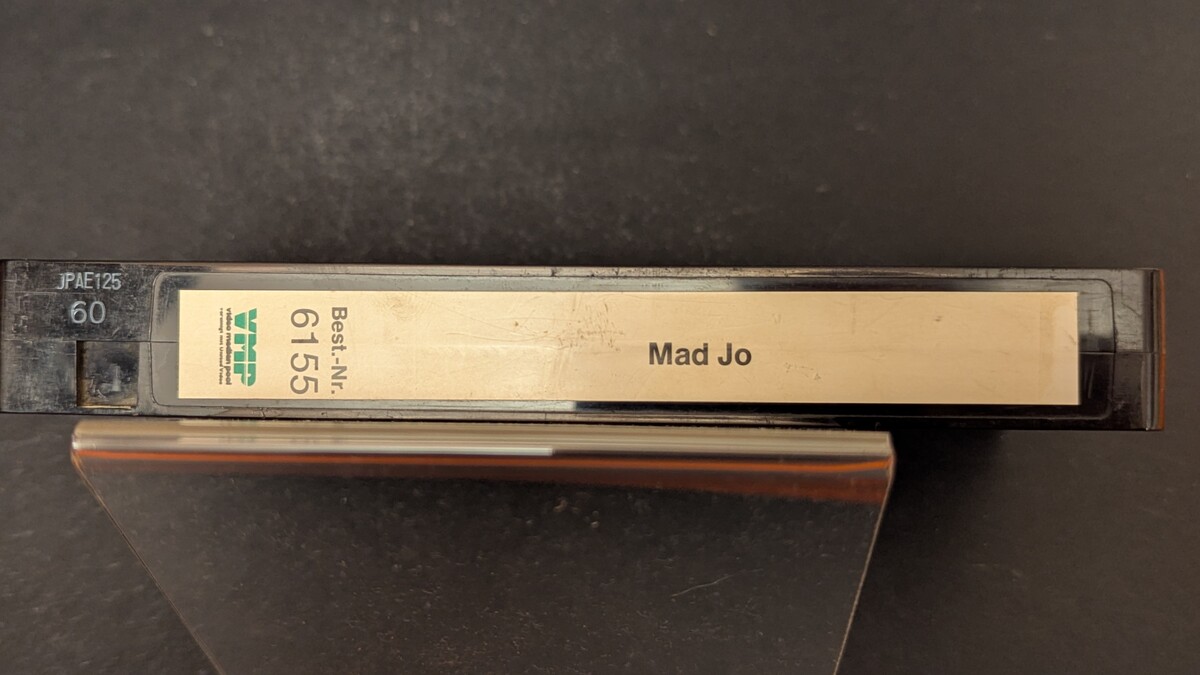 JPAE125
60
VMP
video medien pool
Best.-Nr.
6155
Mad Jo